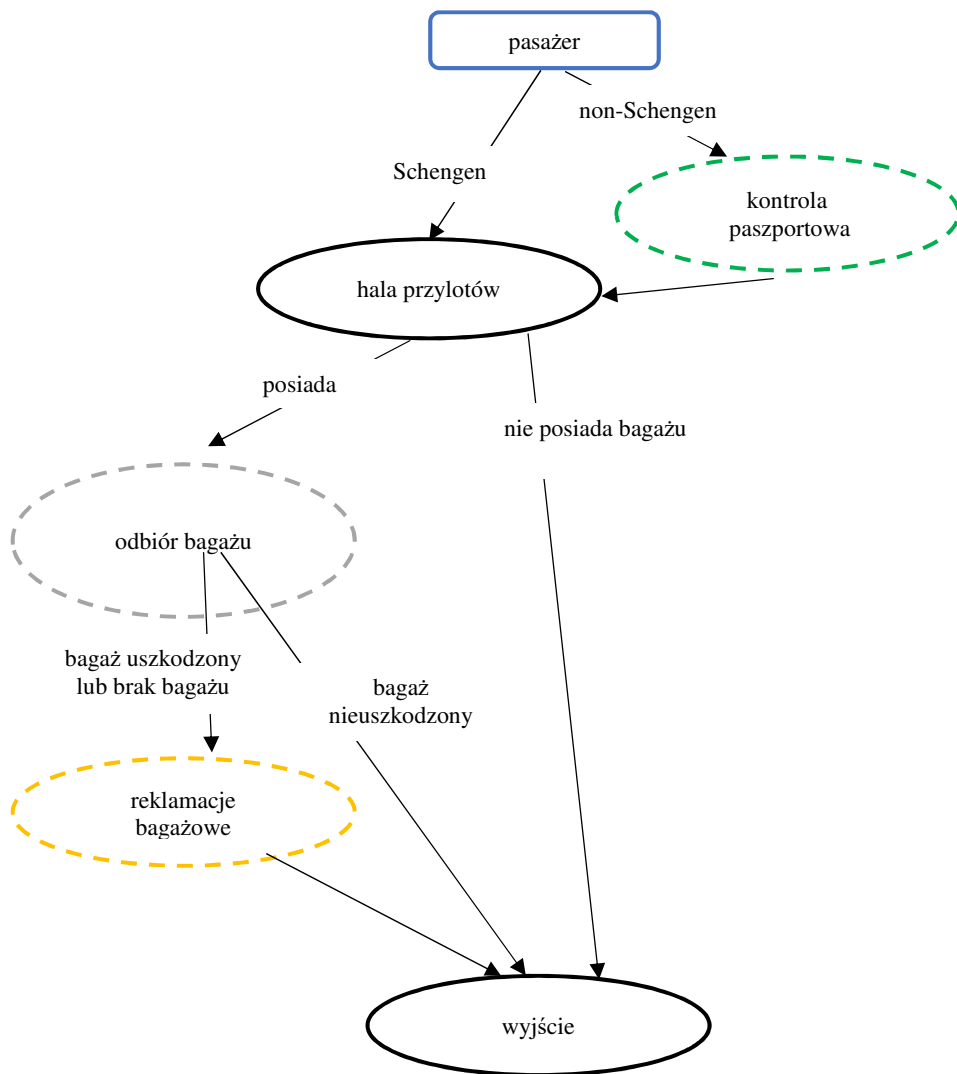 pasażer
non-Schengen
Schengen
kontrola
paszportowa
hala przylotów
posiada
nie posiada bagażu
odbiór bagażu
bagaż uszkodzony
lub brak bagażu
bagaż
nieuszkodzony
reklamacje
bagażowe
wyjście